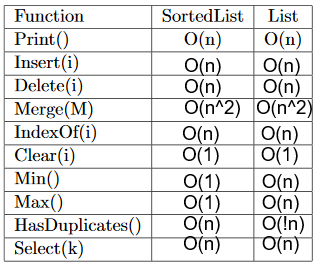 Function SortedList List
Print() O(n) O(n)
Insert(i) O(n) O(n)
Delete(i) O(n) O(n)
Merge(M) O(n^2) O(n^2)
IndexOf(i) O(n) O(n)
Clear(i) O(1) O(1)
Min() O(1) O(n)
Max() O(1) O(n)
HasDuplicates() O(n) O(!n)
Select(k) O(n) O(n)